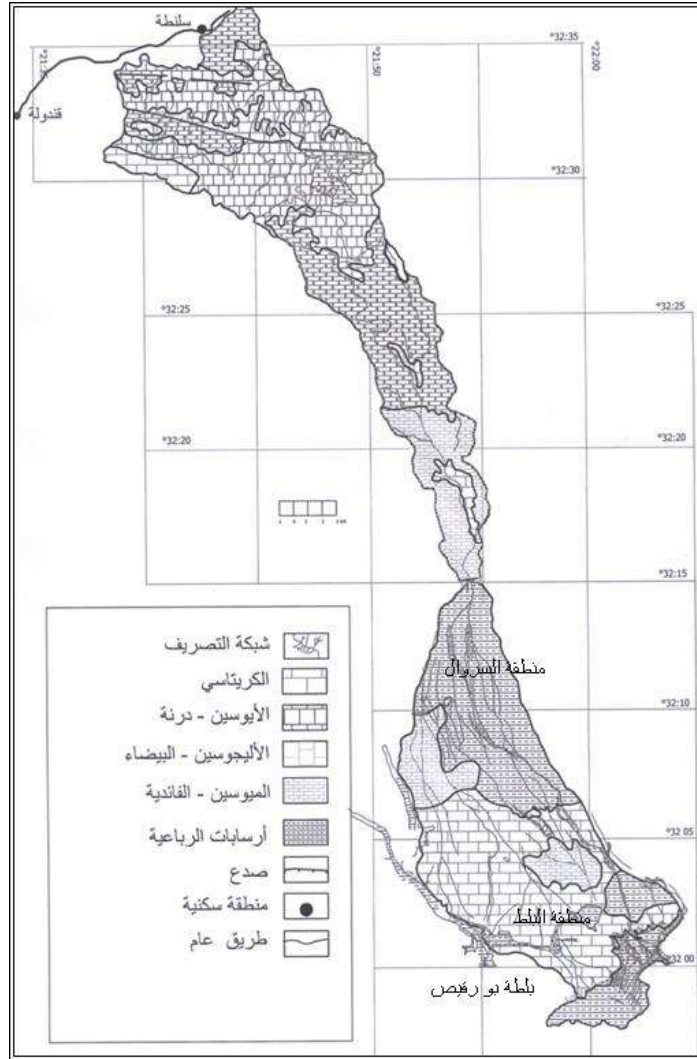 سلنطة
قندولة
°21:50
°22:00
°32:35
°32:30
°32:25
°32:25
°32:20
°32:20
°32:15
°32:10
°32 05
°32 00
منطقة السروال
منطقة البلط
بلطة بو رقيص
شبكة التصريف
الكريتاسي
الأيوسين - درنة
الأليجوسين - البيضاء
الميوسين - الفائدية
أرسابات الرباعية
صدع
منطقة سكنية
طريق عام